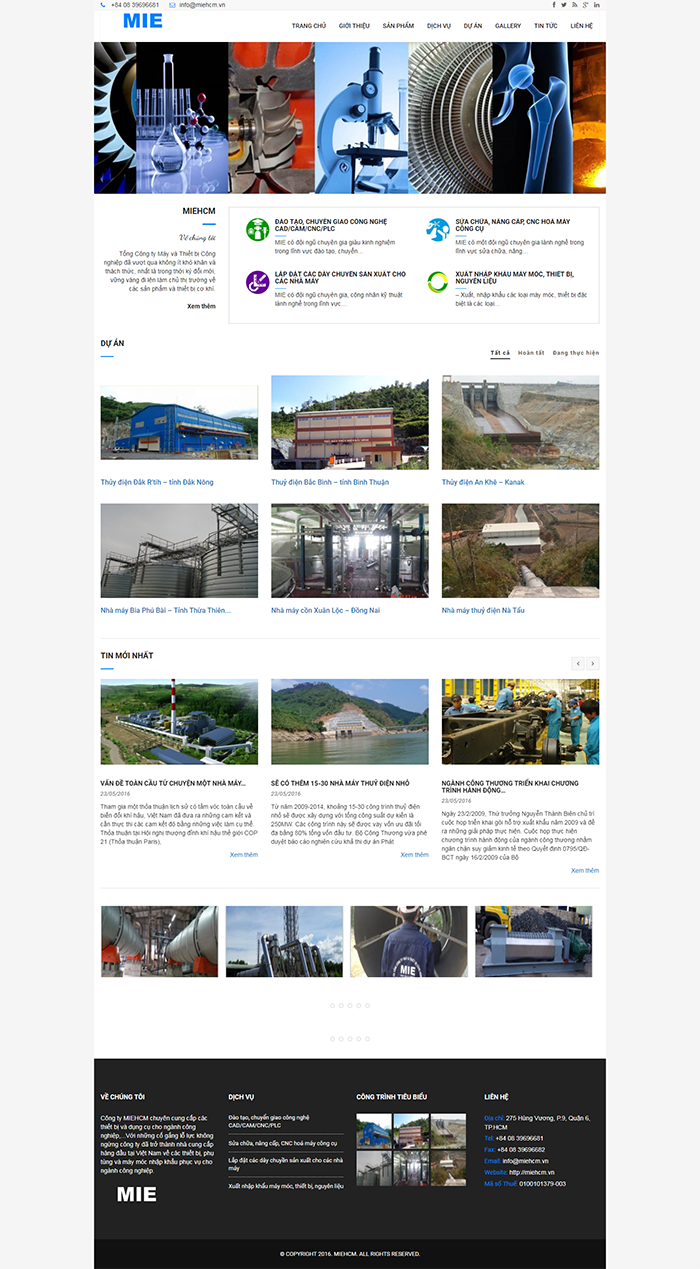 +84 08 39696681 info@miehcm.vn
MIE
TRANG CHỦ GIỚI THIỆU SẢN PHẨM DỊCH VỤ DỰ ÁN GALLERY TIN TỨC LIÊN HỆ
MIEHCM
Về chúng tôi
Tổng Công ty Máy và Thiết bị Công
nghiệp đã vượt qua không ít khó khăn và
thách thức, nhất là trong thời kỳ đổi mới,
vững vàng đi lên làm chủ thị trường về
các sản phẩm và thiết bị cơ khí.
Xem thêm
ĐÀO TẠO, CHUYỂN GIAO CÔNG NGHỆ
CAD/CAM/CNC/PLC
MIE có đội ngũ chuyên gia giàu kinh nghiệm
trong lĩnh vực đào tạo, chuyển ...
SỬA CHỮA, NÂNG CẤP, CNC HOÁ MÁY
CÔNG CỤ
MIE có một đội ngũ chuyên gia lành nghề trong
lĩnh vực sửa chữa, nâng...
LẮP ĐẶT CÁC DÂY CHUYỀN SẢN XUẤT CHO
CÁC NHÀ MÁY
MIE có đội ngũ chuyên gia, công nhân kỹ thuật
lành nghề trong lĩnh vực ...
XUẤT NHẬP KHẨU MÁY MÓC, THIẾT BỊ,
NGUYÊN LIỆU
– Xuất, nhập khẩu các loại máy móc, thiết bị đặc
biệt là các loại...
DỰ ÁN
Tất cả Hoàn tất Đang thực hiện
Thủy điện Đắk R'tih – tỉnh Đắk Nông
Thuỷ điện Bắc Bình – tỉnh Bình Thuận
Thủy điện An Khê – Kanak
Nhà máy Bia Phú Bài – Tỉnh Thừa Thiên...
Nhà máy cồn Xuân Lộc – Đồng Nai
Nhà máy thuỷ điện Nà Tẩu
TIN MỚI NHẤT
VẤN ĐỀ TOÀN CẦU TỪ CHUYỆN MỘT NHÀ MÁY...
23/05/2016
Tham gia một thỏa thuận lịch sử có tầm vóc toàn cầu về
biến đổi khí hậu, Việt Nam đã đưa ra những cam kết và
cần thực thi các cam kết đó bằng những việc làm cụ thể.
Thỏa thuận tại Hội nghị thượng đỉnh khí hậu thế giới COP
21 (Thỏa thuận Paris),
Xem thêm
SẼ CÓ THÊM 15-30 NHÀ MÁY THUỶ ĐIỆN NHỎ
23/05/2016
Từ năm 2009-2014, khoảng 15-30 công trình thuỷ điện
nhỏ sẽ được xây dựng với tổng công suất dự kiến là
250MW. Các công trình này sẽ được vay vốn ưu đãi tối
đa bằng 80% tổng vốn đầu tư. Bộ Công Thương vừa phê
duyệt báo cáo nghiên cứu khả thi dự án Phát
Xem thêm
NGÀNH CÔNG THƯƠNG TRIỂN KHAI CHƯƠNG
TRÌNH HÀNH ĐỘNG...
23/05/2016
Ngày 23/2/2009, Thứ trưởng Nguyễn Thành Biên chủ trì
cuộc họp triển khai gói hỗ trợ xuất khẩu năm 2009 và đề
ra những giải pháp thực hiện. Cuộc họp thực hiện
chương trình hành động của ngành công thương nhằm
ngăn chặn suy giảm kinh tế theo Quyết định 0795/QĐ-
BCT ngày 16/2/2009 của Bộ
Xem thêm
MIE
VỀ CHÚNG TÔI
Công ty MIEHCM chuyên cung cấp các
thiết bị và dụng cụ cho ngành công
nghiệp,...Với những cố gắng lỗ lực không
ngừng công ty đã trở thành nhà cung cấp
hàng đầu tại Việt Nam về các thiết bị, phụ
tùng và máy móc nhập khẩu phục vụ cho
ngành công nghiệp
MIE
DỊCH VỤ
Đào tạo, chuyển giao công nghệ
CAD/CAM/CNC/PLC
Sửa chữa, nâng cấp, CNC hoá máy công cụ
Lắp đặt các dây chuyền sản xuất cho các nhà
máy
Xuất nhập khẩu máy móc, thiết bị, nguyên liệu
CÔNG TRÌNH TIÊU BIỂU
LIÊN HỆ
Địa chỉ: 275 Hùng Vương, P.9, Quận 6,
TP.HCM
Tel: +84 08 39696681
Fax: +84 08 39696682
Email: info@miehcm.vn
Website: http://miehcm.vn
Mã số Thuế: 0100101379-003
© COPYRIGHT 2016. MIEHCM. ALL RIGHTS RESERVED.